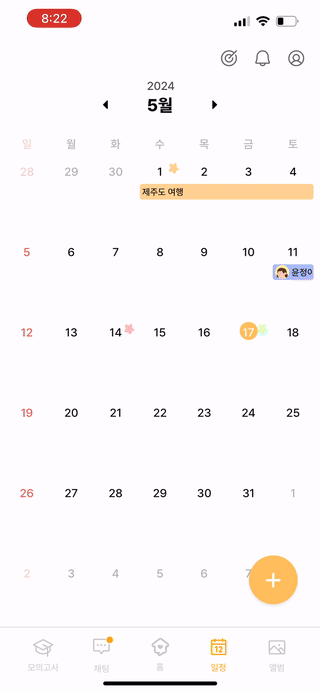 8:22
2024
5월
일 월 화 수 목 금 토
28 29 30 1 2 3 4
제주도 여행
5 6 7 8 9 10 11
윤정이
12 13 14 15 16 17 18
19 20 21 22 23 24 25
26 27 28 29 30 31 1
2 3 4 5 6 7
12
모의고사 채팅 홈 일정 앨범